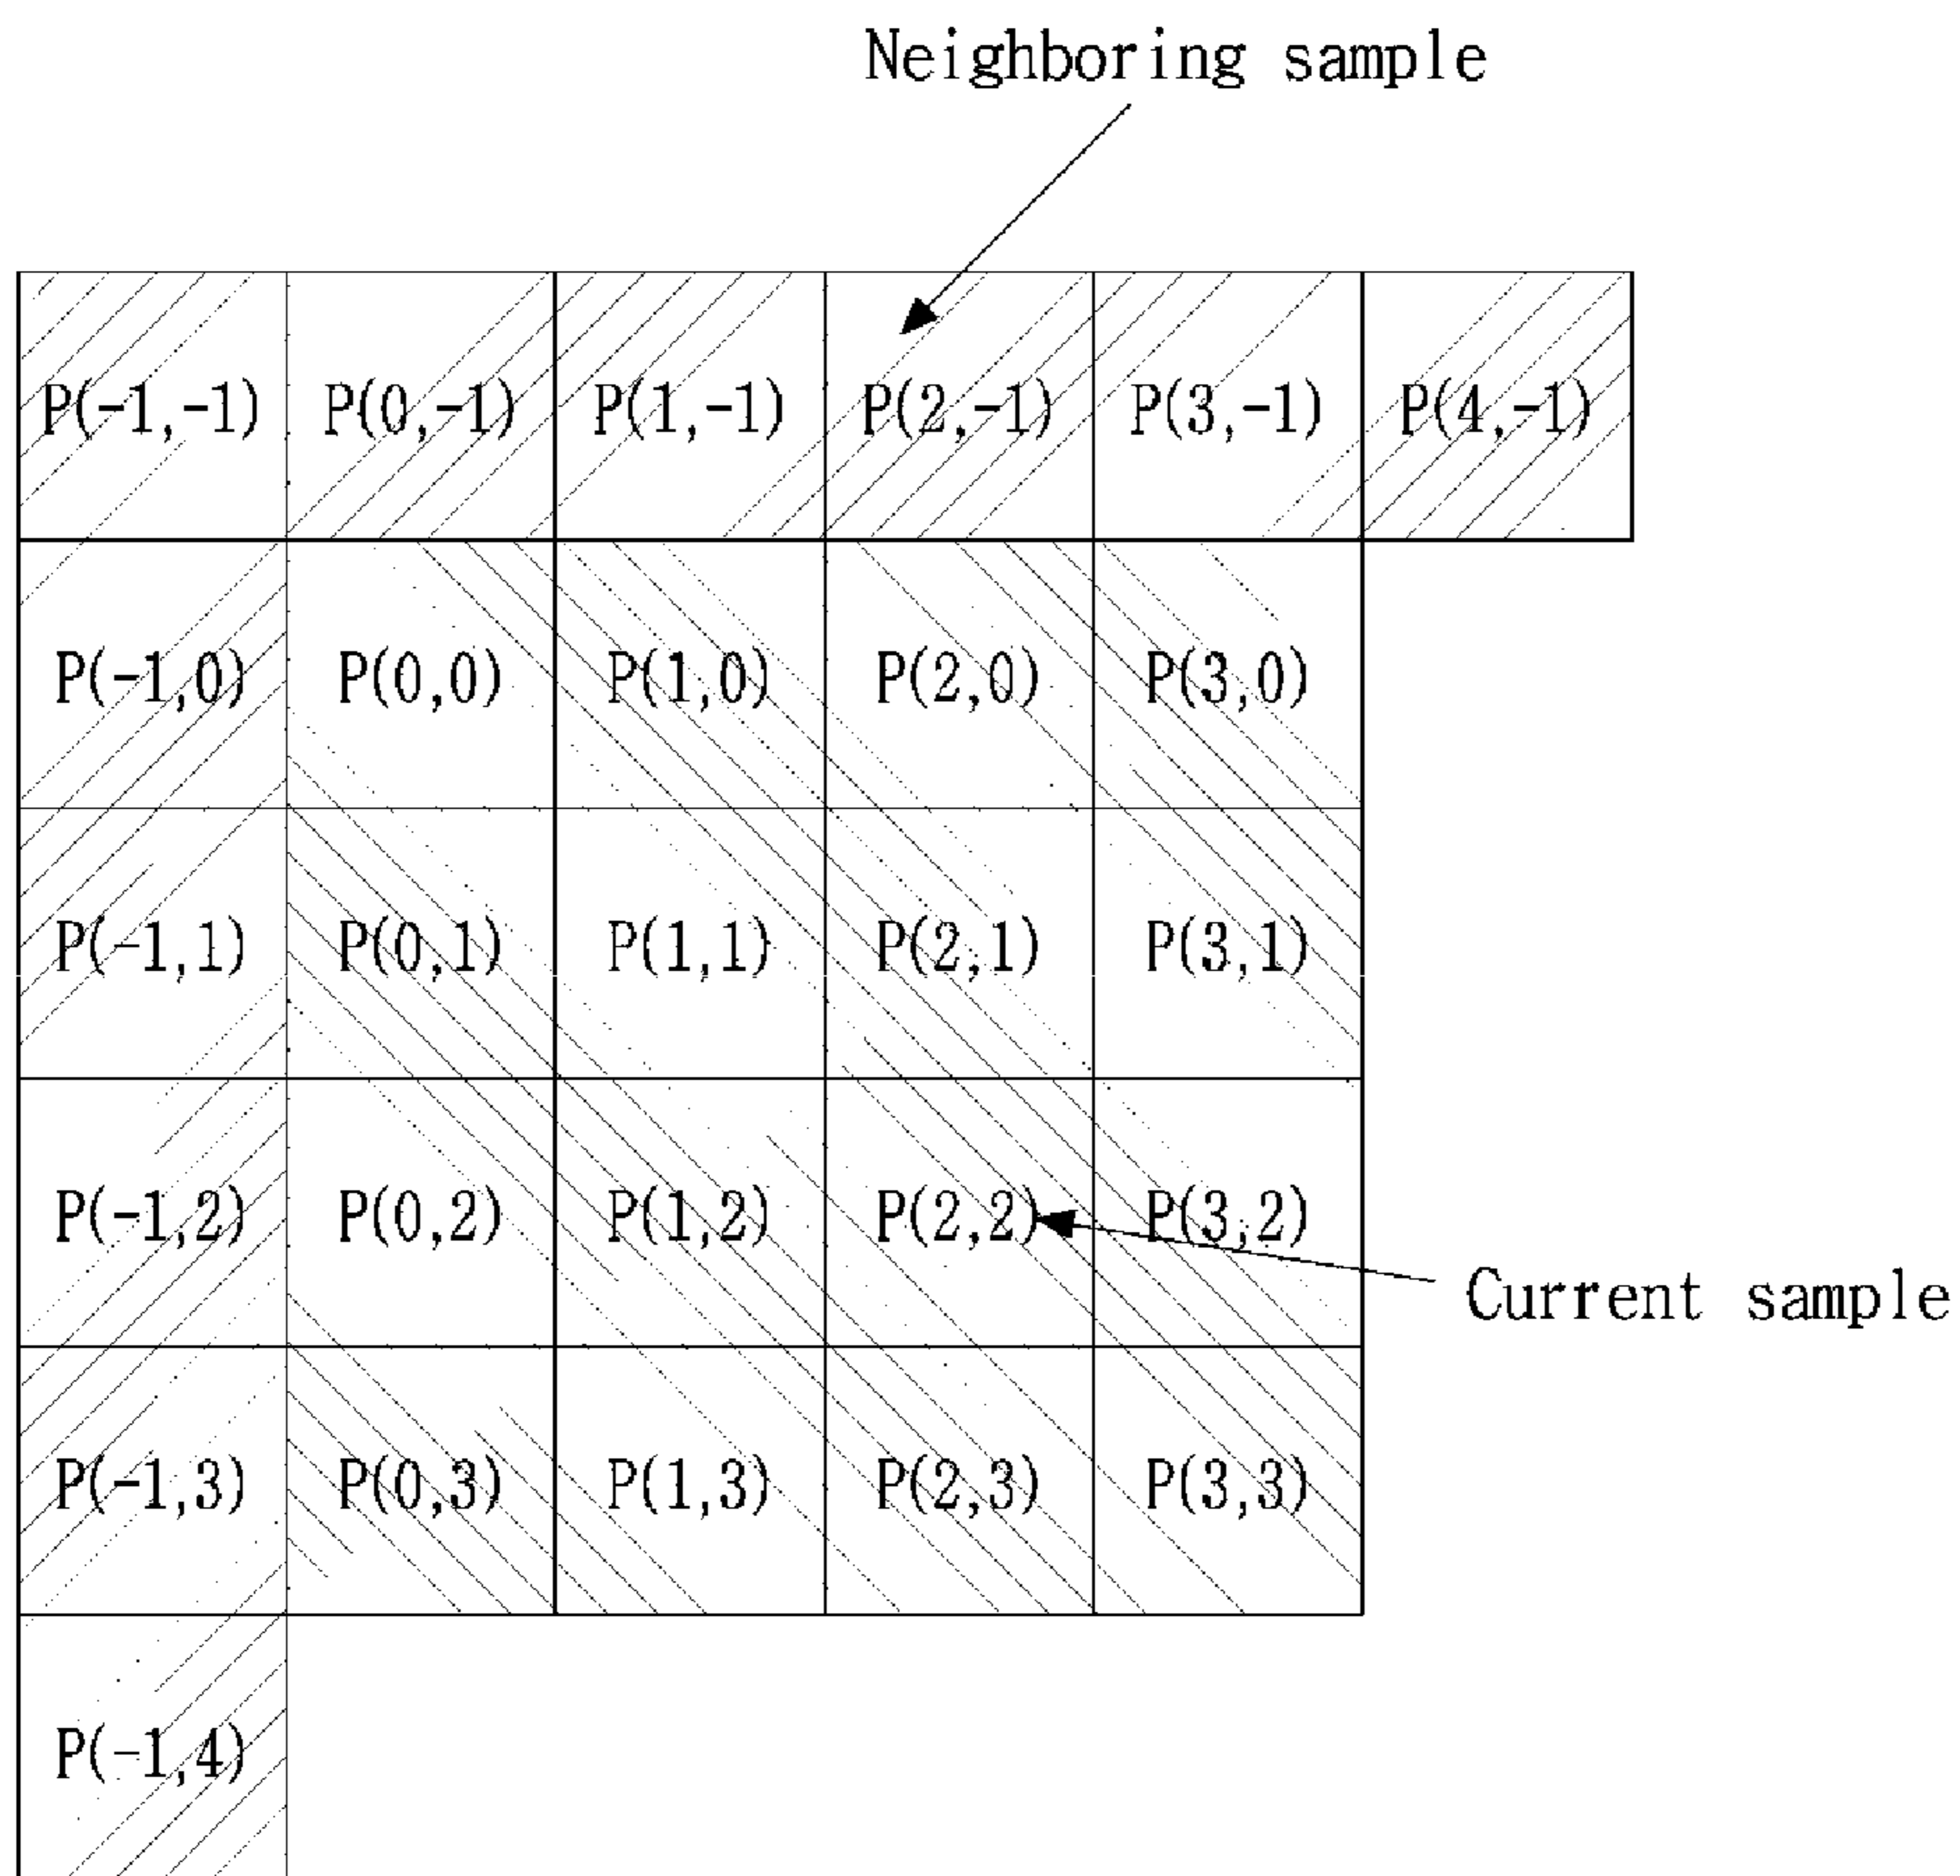 Neighboring sample
P(-1,-1) P(0,-1) P(1,-1) P(2,-1) P(3,-1) P(4,-1)
P(-1,0) P(0,0) P(1,0) P(2,0) P(3,0)
P(-1,1) P(0,1) P(1,1) P(2,1) P(3,1)
P(-1,2) P(0,2) P(1,2) P(2,2) P(3,2)
Current sample
P(-1,3) P(0,3) P(1,3) P(2,3) P(3,3)
P(-1,4)